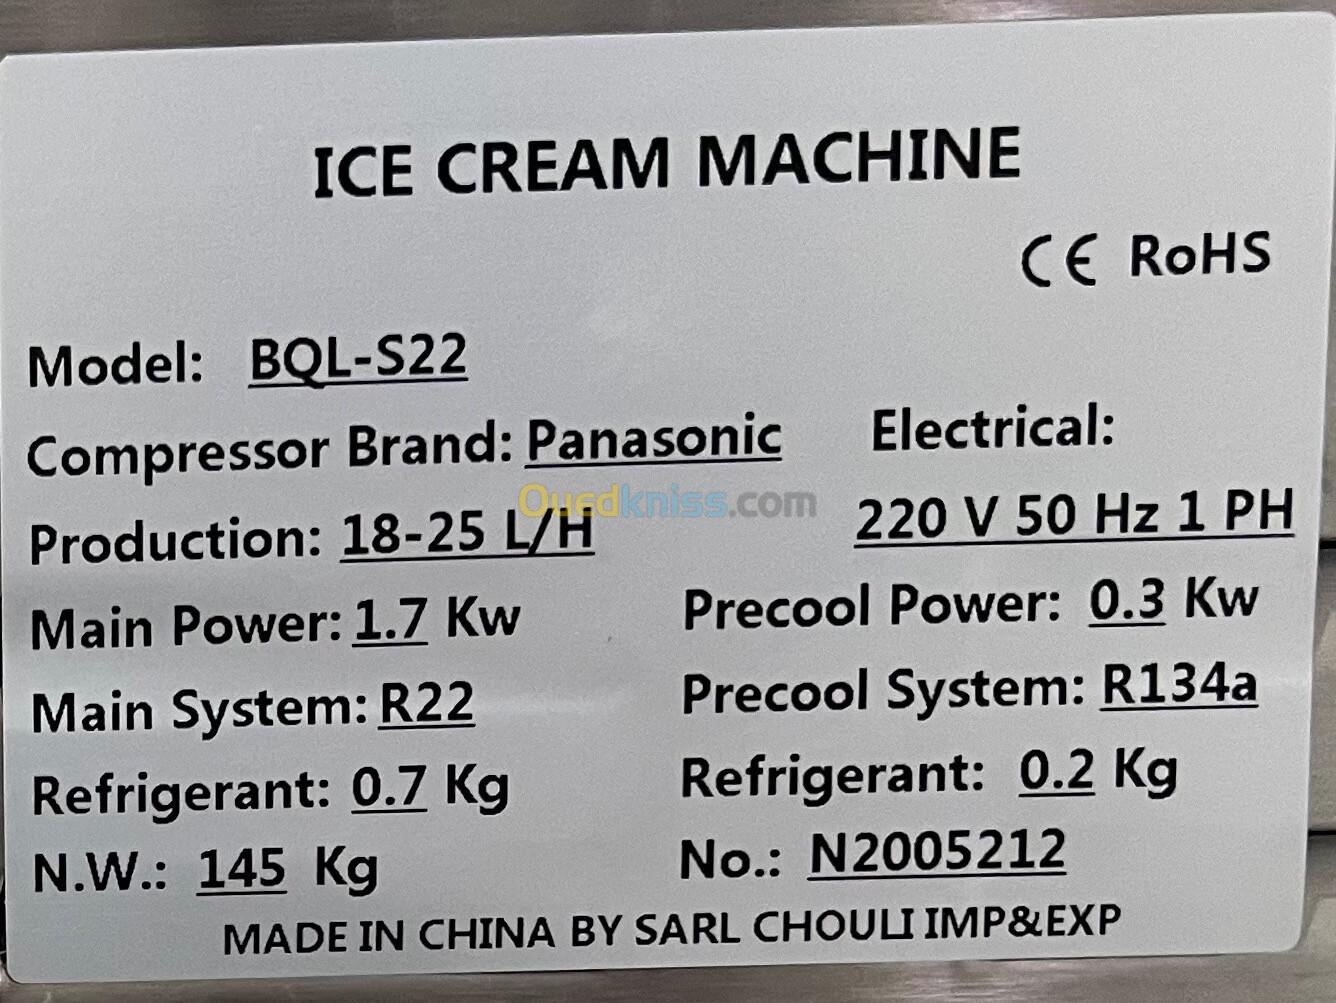 ICE CREAM MACHINE
CE RoHS
Model: BQL-S22
Compressor Brand: Panasonic
Electrical:
Ouedkniss.com
Production: 18-25 L/H
220 V 50 Hz 1 PH
Main Power: 1.7 Kw
Precool Power: 0.3 Kw
Main System: R22
Precool System: R134a
Refrigerant: 0.7 Kg
Refrigerant: 0.2 Kg
N.W.: 145 Kg
No.: N2005212
MADE IN CHINA BY SARL CHOULI IMP&EXP